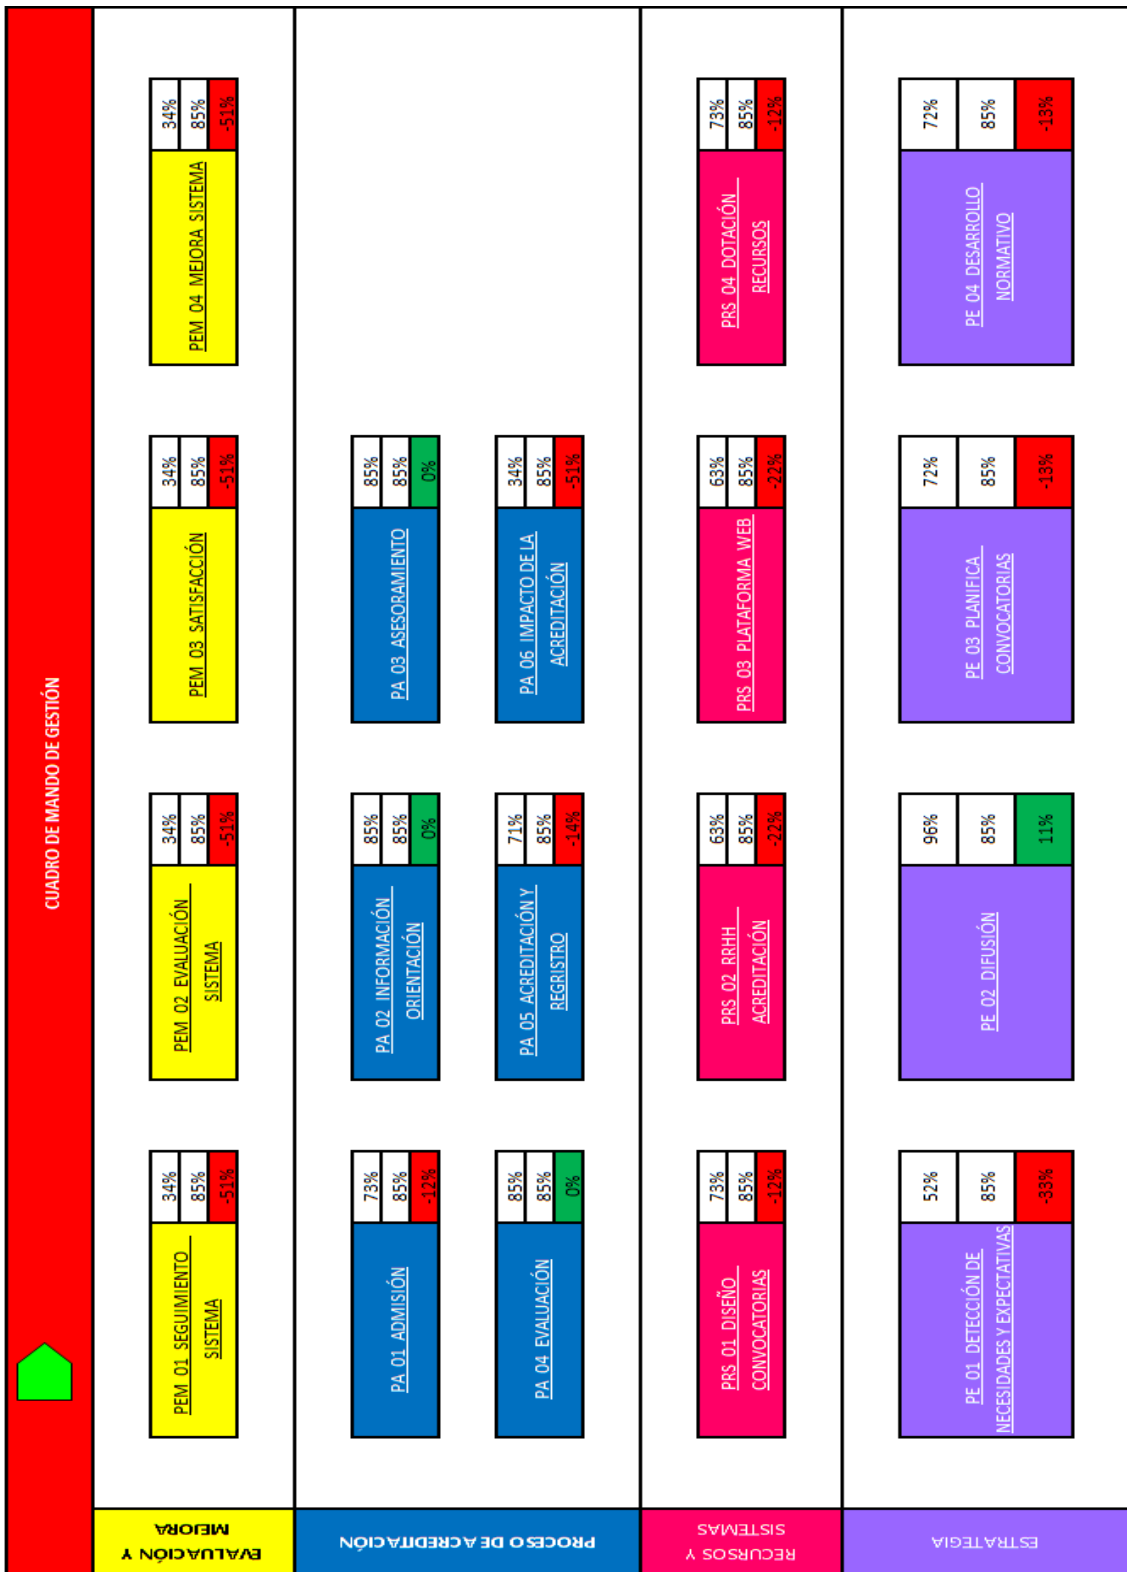 CUADRO DE MANDO DE GESTIÓN
EVALUACIÓN Y
MEJORA
PEM 01 SEGUIMIENTO
SISTEMA
34%
85%
-51%
PEM 02 EVALUACIÓN
SISTEMA
34%
85%
-51%
PEM 03 SATISFACCIÓN
34%
85%
-51%
PEM 04 MEJORA SISTEMA
34%
85%
-51%
PROCESO DE ACREDITACIÓN
PA 01 ADMISIÓN
73%
85%
-12%
PA 02 INFORMACIÓN
ORIENTACIÓN
85%
85%
0%
PA 03 ASESORAMIENTO
85%
85%
0%
PA 04 EVALUACIÓN
85%
85%
0%
PA 05 ACREDITACIÓN Y
REGRISTRO
71%
85%
-14%
PA 06 IMPACTO DE LA
ACREDITACIÓN
34%
85%
-51%
RECURSOS Y
SISTEMAS
PRS 01 DISEÑO
CONVOCATORIAS
73%
85%
-12%
PRS 02 RRHH
ACREDITACIÓN
63%
85%
-22%
PRS 03 PLATAFORMA WEB
63%
85%
-22%
PRS 04 DOTACIÓN
RECURSOS
73%
85%
-12%
ESTRATEGIA
PE 01 DETECCIÓN DE
NECESIDADES Y EXPECTATIVAS
52%
85%
-33%
PE 02 DIFUSIÓN
96%
85%
11%
PE 03 PLANIFICA
CONVOCATORIAS
72%
85%
-13%
PE 04 DESARROLLO
NORMATIVO
72%
85%
-13%